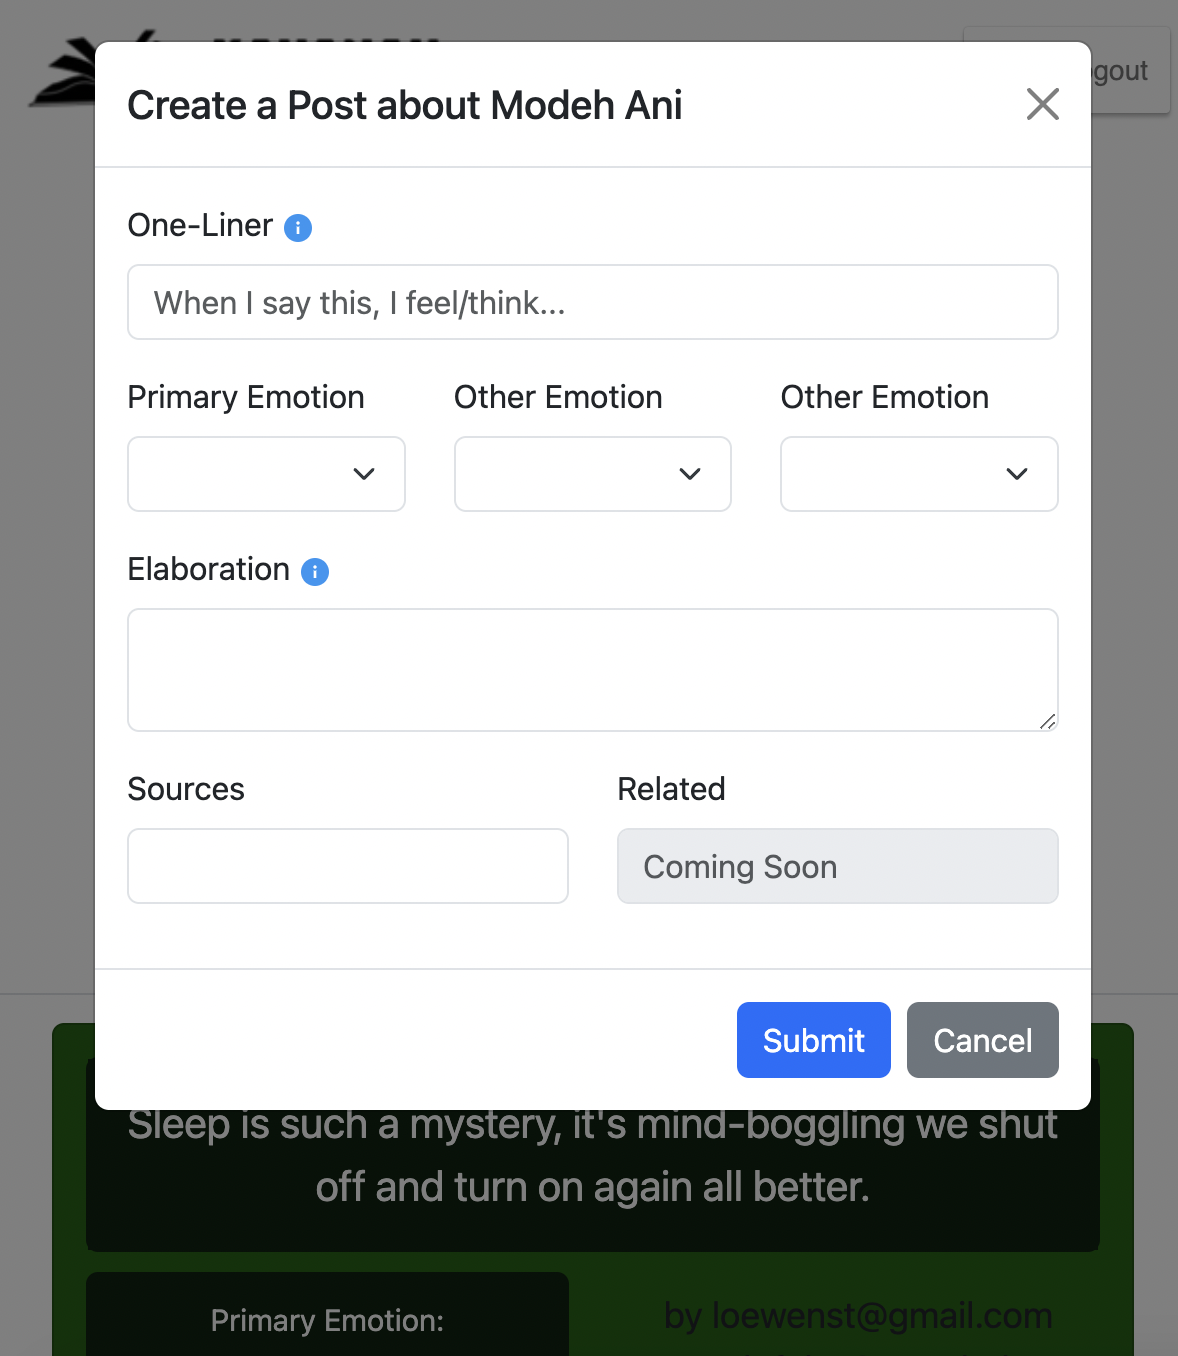 ogout
Create a Post about Modeh Ani
One-Liner
When I say this, I feel/think...
Primary Emotion Other Emotion Other Emotion
Elaboration
Sources Related
Coming Soon
Submit Cancel
Sleep is such a mystery, it's mind-boggling we shut
off and turn on again all better.
Primary Emotion:
by loewenst@gmail.com